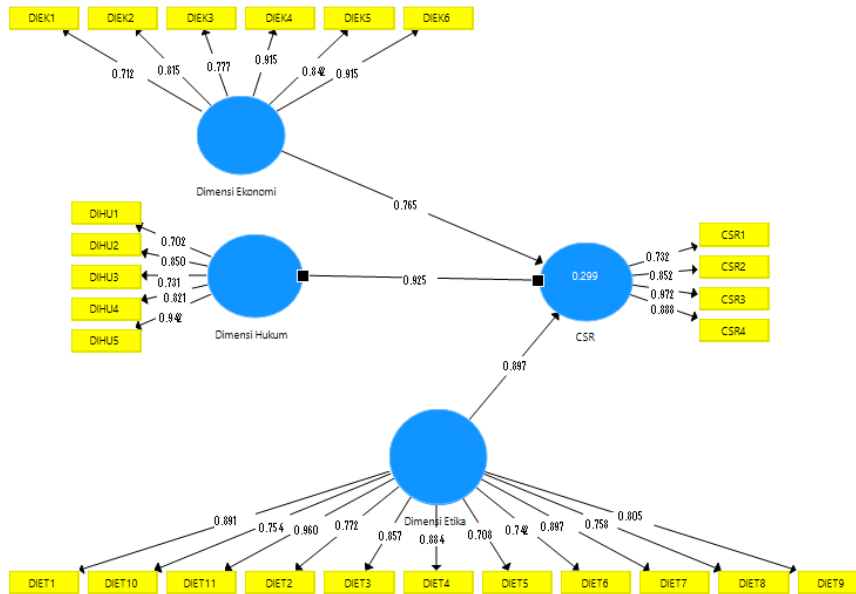 DIEK1 DIEK2 DIEK3 DIEK4 DIEK5 DIEK6
0.712 0.815 0.777 0.915 0.842 0.915
Dimensi Ekonomi
0.765
DIHU1
DIHU2
DIHU3
DIHU4
DIHU5
0.702
0.850
0.731
0.821
0.942
Dimensi Hukum
0.925
0.299
CSR
0.732
0.852
0.972
0.888
CSR1
CSR2
CSR3
CSR4
0.897
Dimensi Etika
0.891 0.754 0.960 0.772 0.857 0.884 0.708 0.742 0.897 0.758 0.805
DIET1 DIET10 DIET11 DIET2 DIET3 DIET4 DIET5 DIET6 DIET7 DIET8 DIET9